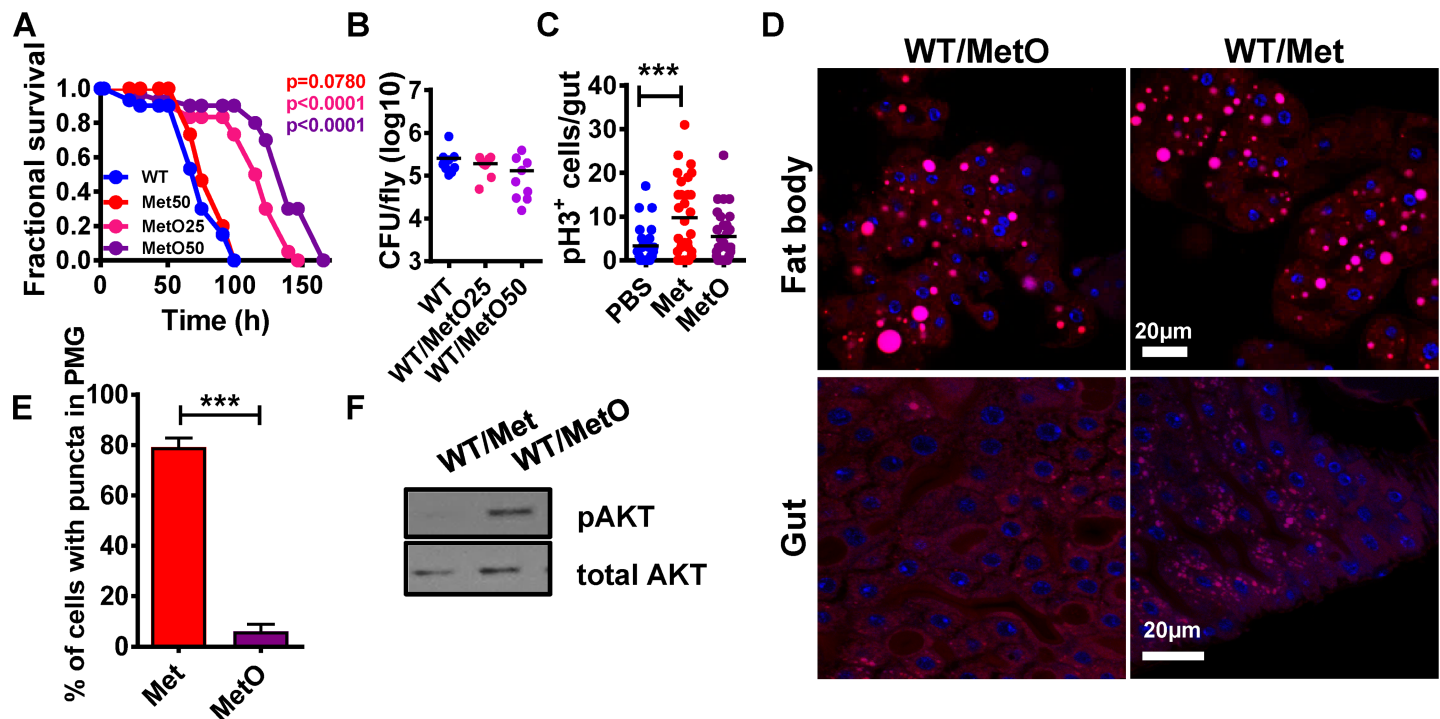 A
Fractional survival
1.0
0.8
0.6
0.4
0.2
0.0
0
50
100
150
Time (h)
p=0.0780
p<0.0001
p<0.0001
WT
Met50
MetO25
MetO50
B
CFU/fly (log10)
7
6
5
4
3
WT
WT/MetO25
WT/MetO50
C
pH3+ cells/gut
40
30
20
10
0
***
PBS
Met
MetO
D
WT/MetO
WT/Met
Fat body
20µm
Gut
20µm
E
% of cells with puncta in PMG
100
80
60
40
20
0
***
Met
MetO
F
WT/Met
WT/MetO
pAKT
total AKT